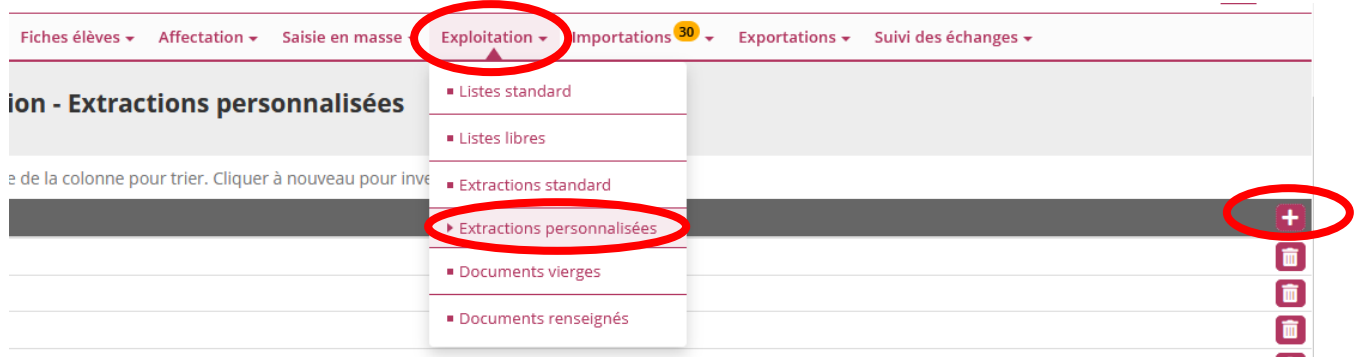 Fiches élèves Affectation Saisie en masse Exploitation Importations 30 Exportations Suivi des échanges
ion - Extractions personnalisées
e de la colonne pour trier. Cliquer à nouveau pour inve
Listes standard
Listes libres
Extractions standard
Extractions personnalisées
Documents vierges
Documents renseignés